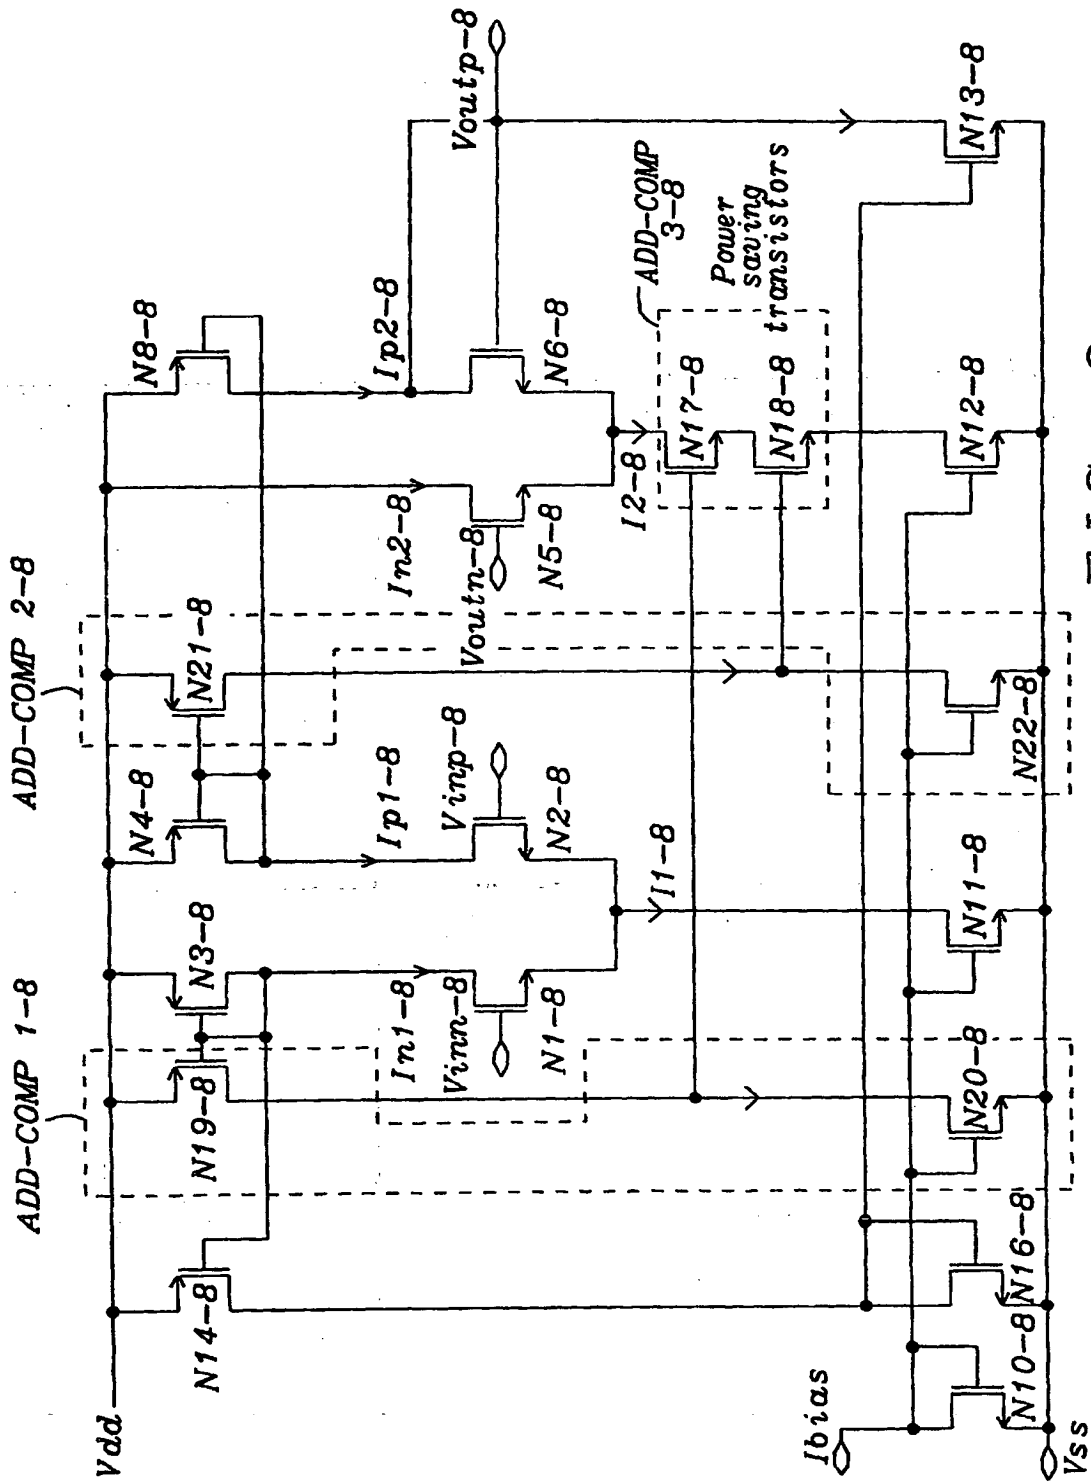 ADD-COMP 1-8
ADD-COMP 2-8
Vdd
N14-8
N19-8
N3-8
N4-8
N21-8
N8-8
In1-8
Ip1-8
In2-8
Ip2-8
Vinn-8
Vinp-8
Voutn-8
Voutp-8
N1-8
N2-8
N5-8
N6-8
I1-8
I2-8
ADD-COMP
3-8
N17-8
N18-8
Power
saving
transistors
Ibias
N10-8
N16-8
N20-8
N11-8
N22-8
N12-8
N13-8
Vss